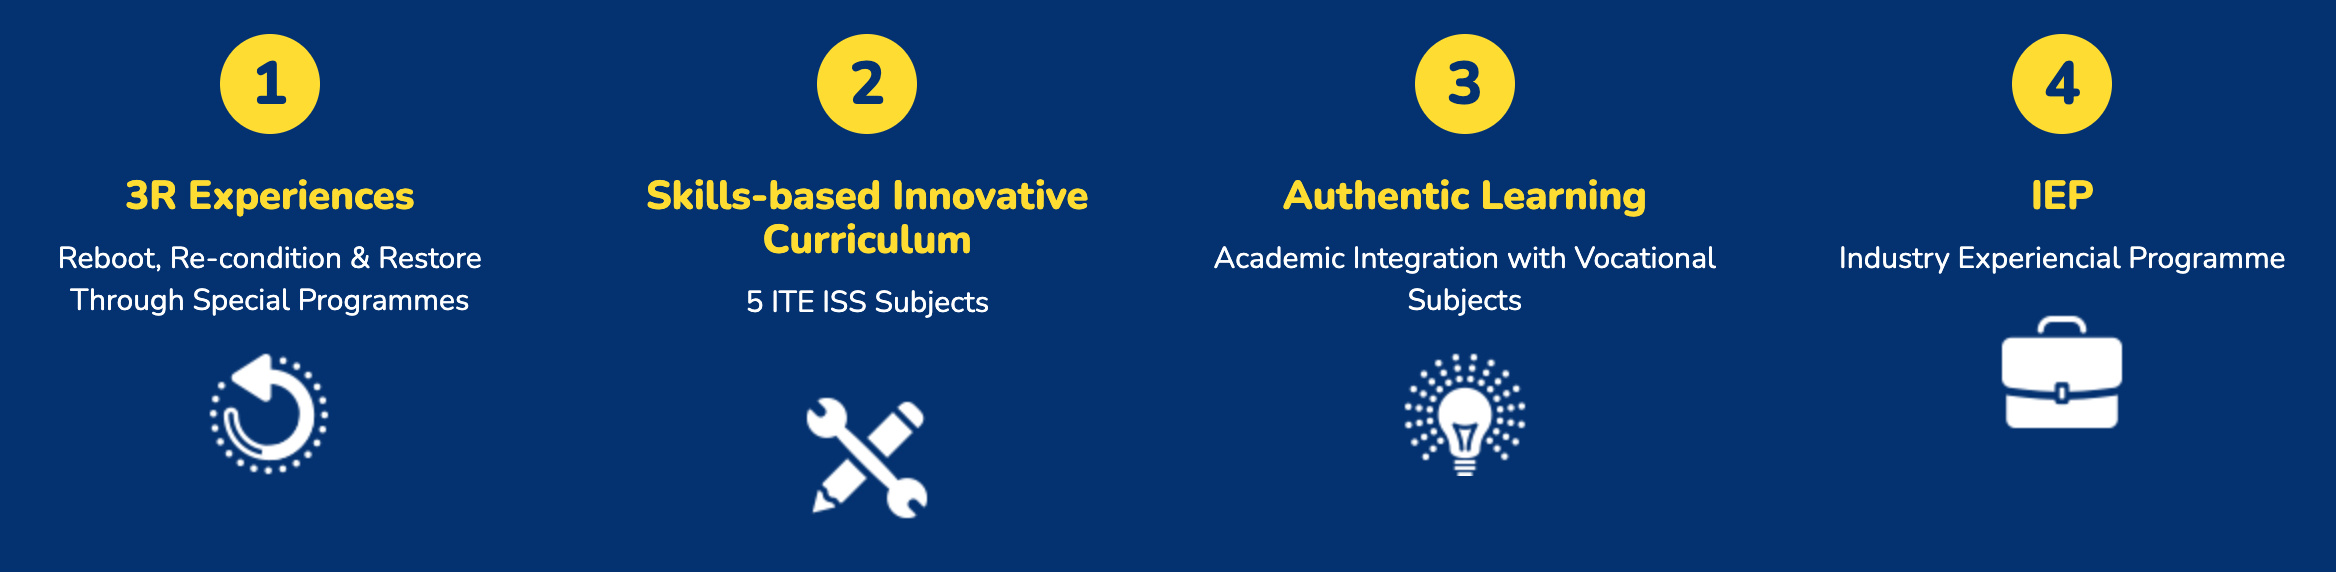 1
3R Experiences
Reboot, Re-condition & Restore
Through Special Programmes
2
Skills-based Innovative
Curriculum
5 ITE ISS Subjects
3
Authentic Learning
Academic Integration with Vocational
Subjects
4
IEP
Industry Experiencial Programme